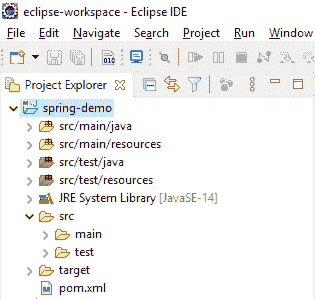 eclipse-workspace - Eclipse IDE
File Edit Navigate Search Project Run Window
010
Project Explorer
spring-demo
src/main/java
src/main/resources
src/test/java
src/test/resources
JRE System Library [JavaSE-14]
src
main
test
target
pom.xml